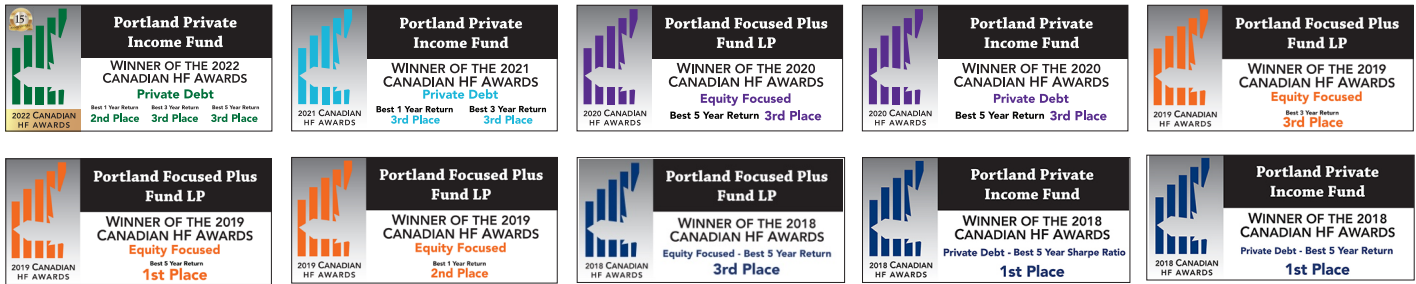 15
Portland Private
Income Fund
WINNER OF THE 2022
CANADIAN HF AWARDS
Private Debt
Best 1 Year Return Best 3 Year Return Best 5 Year Return
2nd Place 3rd Place 3rd Place
2022 CANADIAN
HF AWARDS
Portland Private
Income Fund
WINNER OF THE 2021
CANADIAN HF AWARDS
Private Debt
Best 1 Year Return Best 3 Year Return
3rd Place 3rd Place
2021 CANADIAN
HF AWARDS
Portland Focused Plus
Fund LP
WINNER OF THE 2020
CANADIAN HF AWARDS
Equity Focused
Best 5 Year Return 3rd Place
2020 CANADIAN
HF AWARDS
Portland Private
Income Fund
WINNER OF THE 2020
CANADIAN HF AWARDS
Private Debt
Best 5 Year Return 3rd Place
2020 CANADIAN
HF AWARDS
Portland Focused Plus
Fund LP
WINNER OF THE 2019
CANADIAN HF AWARDS
Equity Focused
Best 3 Year Return
3rd Place
2019 CANADIAN
HF AWARDS
Portland Focused Plus
Fund LP
WINNER OF THE 2019
CANADIAN HF AWARDS
Equity Focused
Best 5 Year Return
1st Place
2019 CANADIAN
HF AWARDS
Portland Focused Plus
Fund LP
WINNER OF THE 2019
CANADIAN HF AWARDS
Equity Focused
Best 1 Year Return
2nd Place
2019 CANADIAN
HF AWARDS
Portland Focused Plus
Fund LP
WINNER OF THE 2018
CANADIAN HF AWARDS
Equity Focused - Best 5 Year Return
3rd Place
2018 CANADIAN
HF AWARDS
Portland Private
Income Fund
WINNER OF THE 2018
CANADIAN HF AWARDS
Private Debt - Best 5 Year Sharpe Ratio
1st Place
2018 CANADIAN
HF AWARDS
Portland Private
Income Fund
WINNER OF THE 2018
CANADIAN HF AWARDS
Private Debt - Best 5 Year Return
1st Place
2018 CANADIAN
HF AWARDS